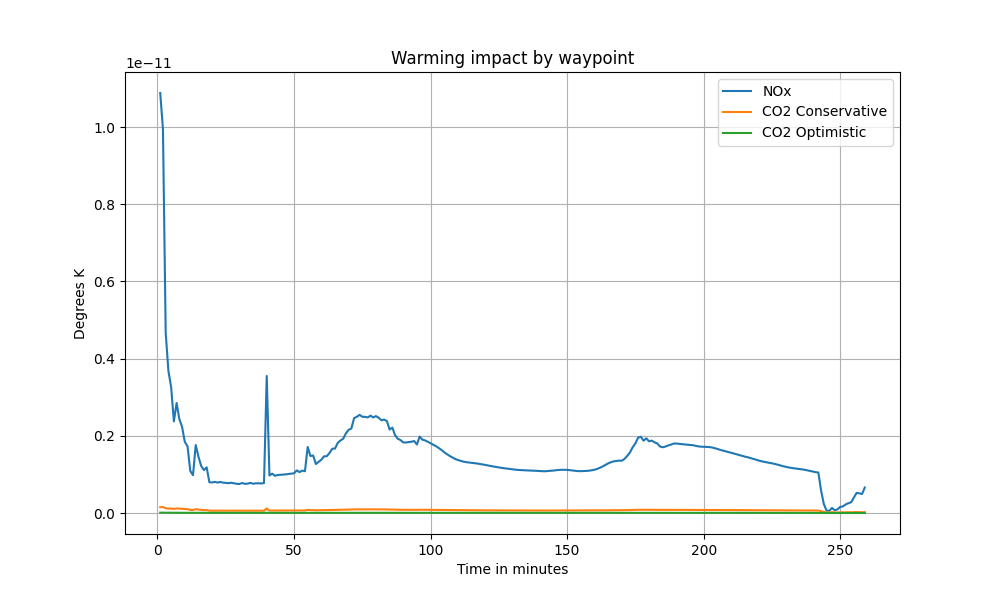 Warming impact by waypoint
1e−11
NOx
CO2 Conservative
CO2 Optimistic
Degrees K
1.0
0.8
0.6
0.4
0.2
0.0
0 50 100 150 200 250
Time in minutes